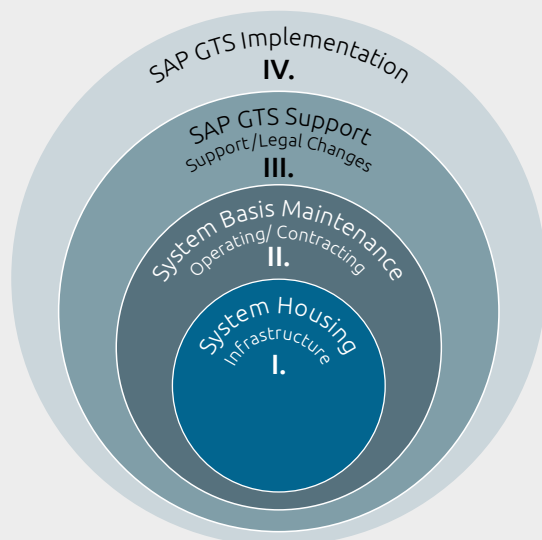 SAP GTS Implementation
IV.
SAP GTS Support
Support/Legal Changes
III.
System Basis Maintenance
Operating/ Contracting
II.
System Housing
Infrastructure
I.